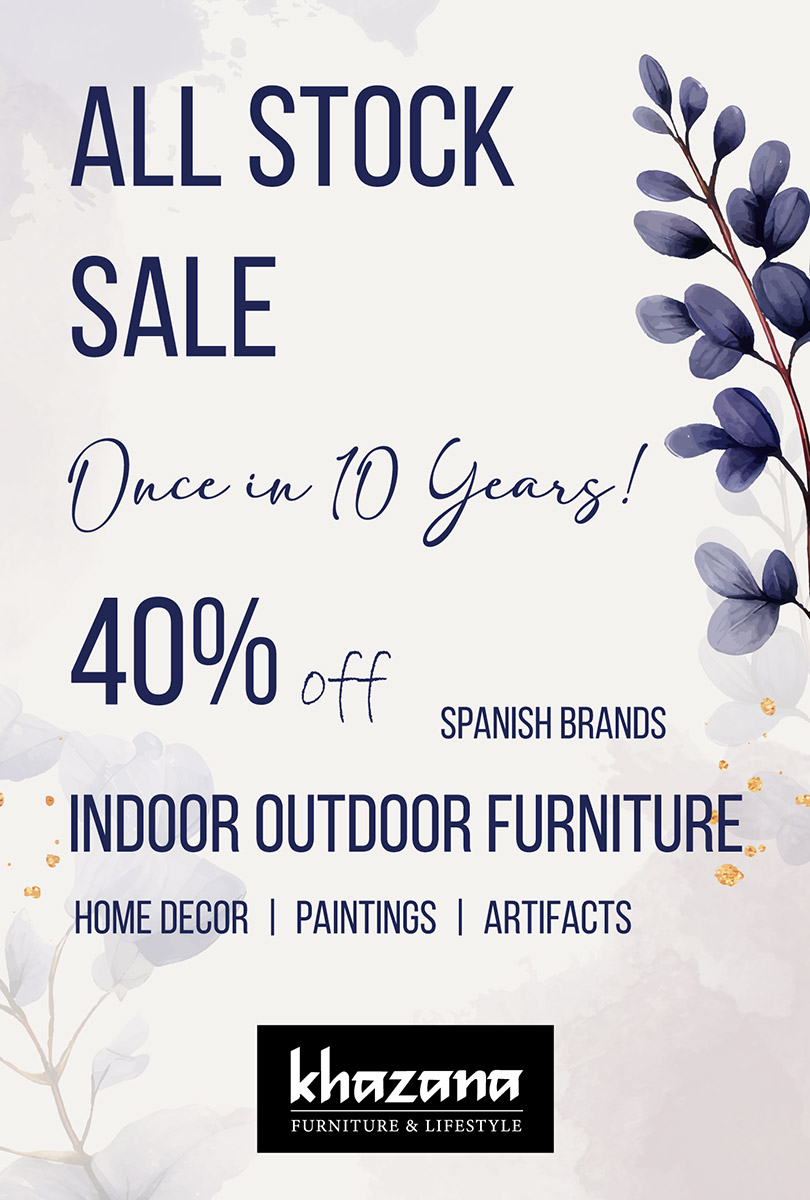 ALL STOCK
SALE
Once in 10 Years!
40% off
SPANISH BRANDS
INDOOR OUTDOOR FURNITURE
HOME DECOR | PAINTINGS | ARTIFACTS
khazana
FURNITURE & LIFESTYLE